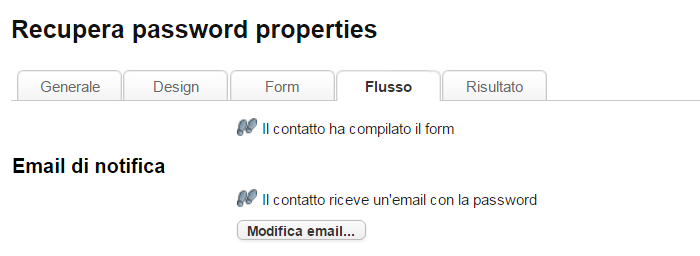 Recupera password properties
Generale Design Form Flusso Risultato
Il contatto ha compilato il form
Email di notifica
Il contatto riceve un'email con la password
Modifica email...